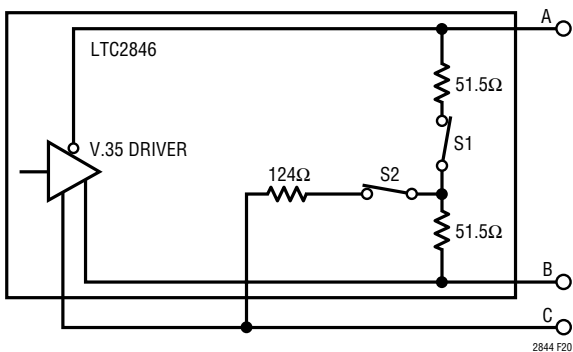 A
LTC2846
51.5Ω
S1
V.35 DRIVER
124Ω
S2
51.5Ω
B
C
2844 F20